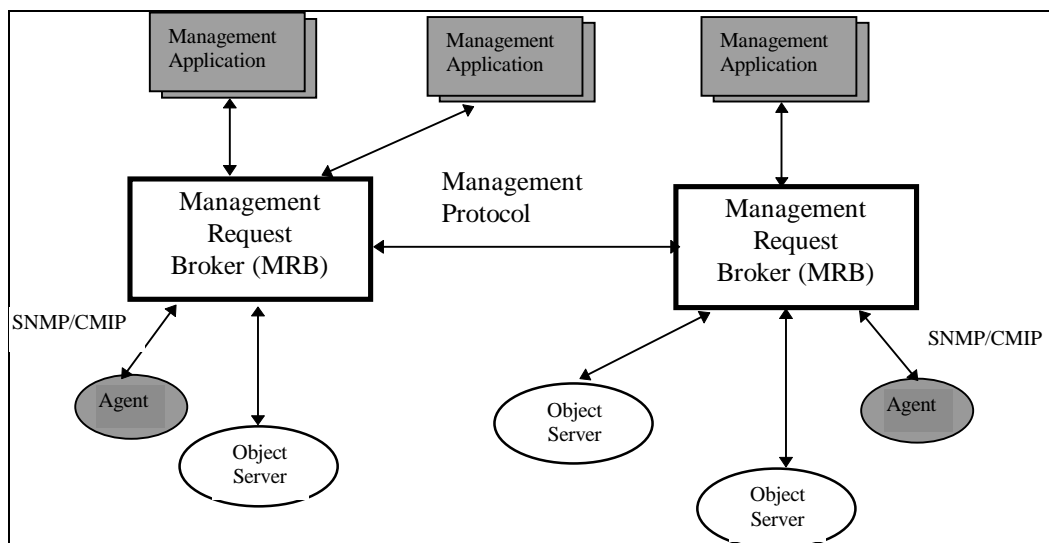 Management
Application
Management
Application
Management
Application
Management
Protocol
Management
Request
Broker (MRB)
Management
Request
Broker (MRB)
SNMP/CMIP
SNMP/CMIP
Agent
Object
Server
Object
Server
Agent
Object
Server